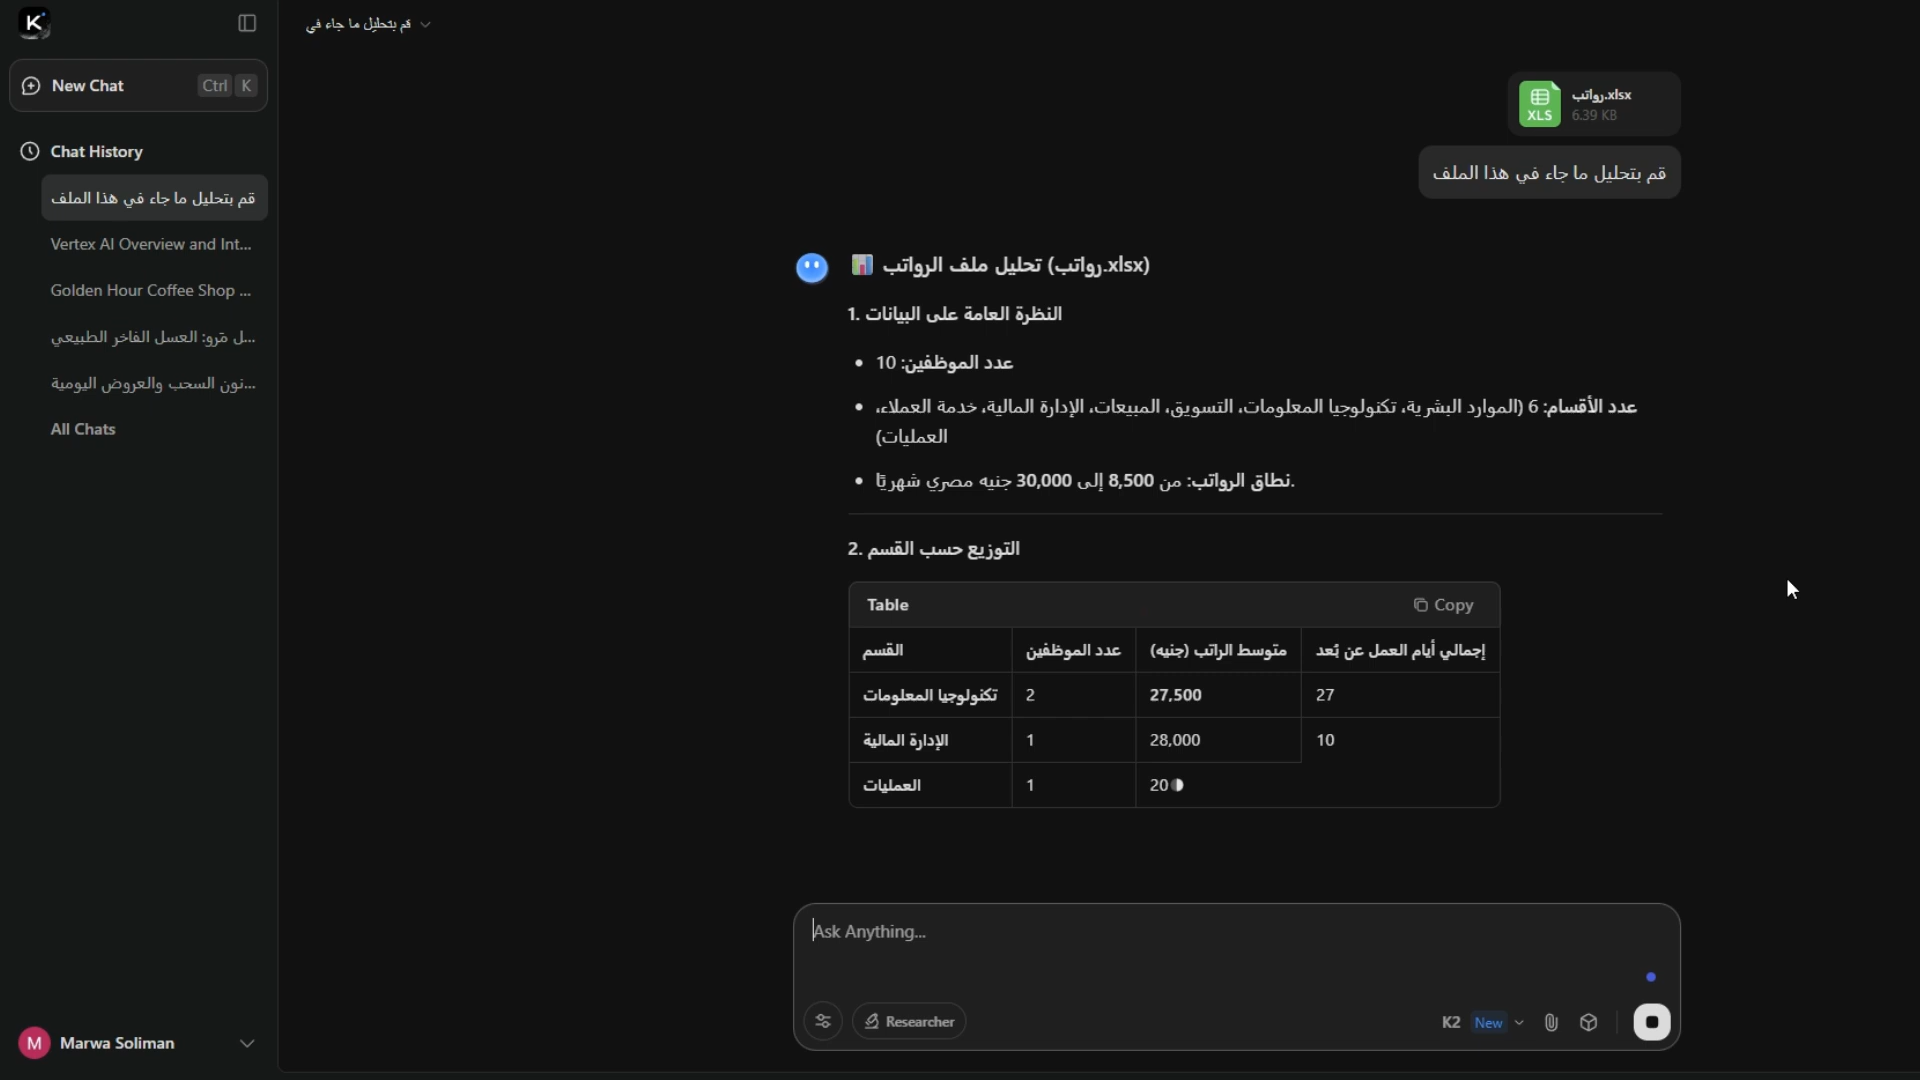 K
New Chat Ctrl K
Chat History
قم بتحليل ما جاء في هذا الملف
Vertex AI Overview and Int...
Golden Hour Coffee Shop ...
...ل مَرو: العسل الفاخر الطبيعي
...نون السحب والعروض اليومية
All Chats
M Marwa Soliman
قم بتحليل ما جاء في
رواتب.xlsx
XLS 6.39 KB
قم بتحليل ما جاء في هذا الملف
تحليل ملف الرواتب (رواتب.xlsx)
1. النظرة العامة على البيانات
عدد الموظفين: 10
عدد الأقسام: 6 (الموارد البشرية، تكنولوجيا المعلومات، التسويق، المبيعات، الإدارة المالية، خدمة العملاء،
العمليات)
نطاق الرواتب: من 8,500 إلى 30,000 جنيه مصري شهريًا.
2. التوزيع حسب القسم
Table Copy
القسم عدد الموظفين متوسط الراتب (جنيه) إجمالي أيام العمل عن بُعد
تكنولوجيا المعلومات 2 27,500 27
الإدارة المالية 1 28,000 10
العمليات 1 20
Ask Anything...
Researcher K2 New